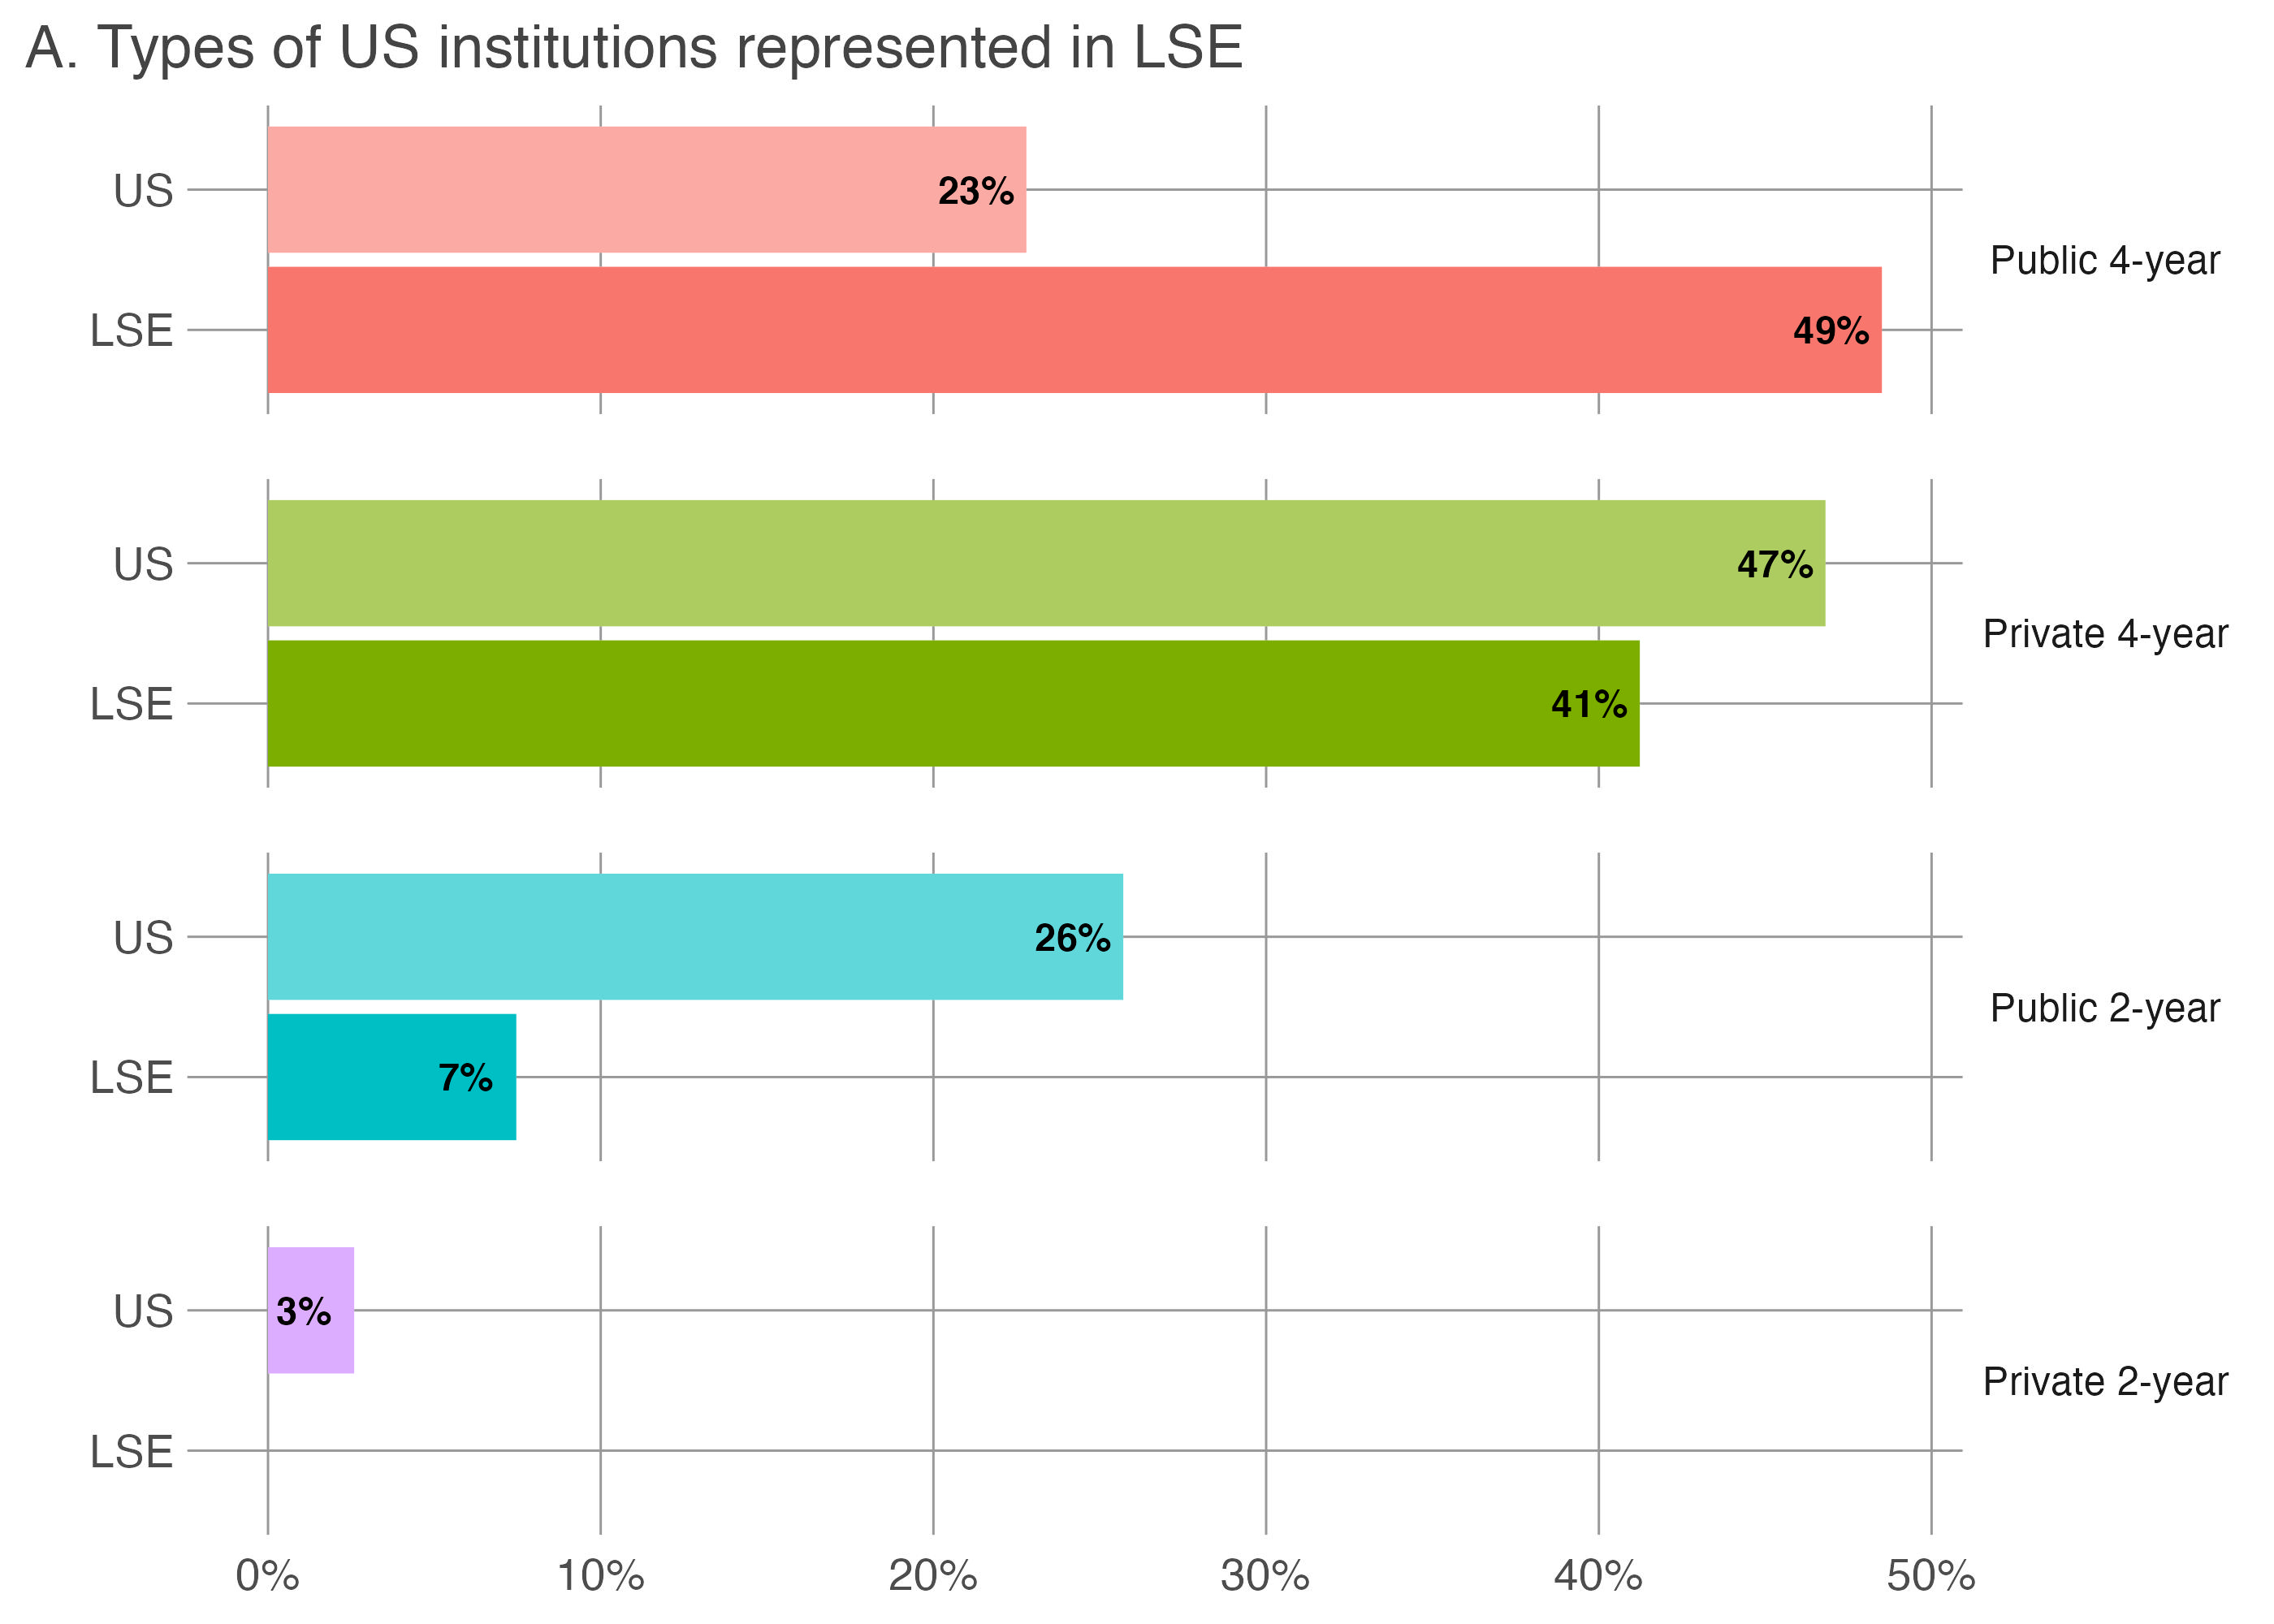 A. Types of US institutions represented in LSE
US
23%
Public 4-year
LSE
49%
US
47%
Private 4-year
LSE
41%
US
26%
Public 2-year
LSE
7%
US
3%
Private 2-year
LSE
0% 10% 20% 30% 40% 50%